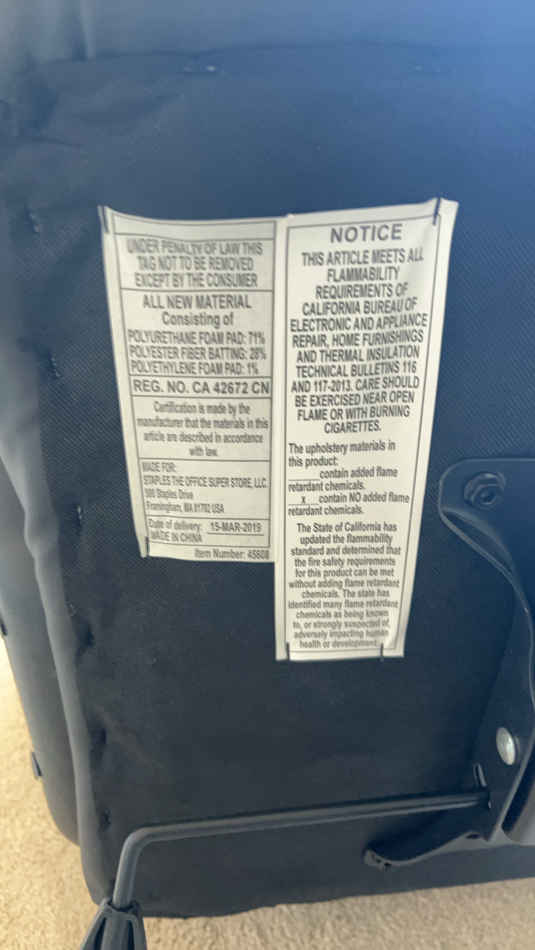 UNDER PENALTY OF LAW THIS
TAG NOT TO BE REMOVED
EXCEPT BY THE CONSUMER
ALL NEW MATERIAL
Consisting of
POLYURETHANE FOAM PAD: 71%
POLYESTER FIBER BATTING: 28%
POLYETHYLENE FOAM PAD: 1%
REG. NO. CA 42672 CN
Certification is made by the
manufacturer that the materials in this
article are described in accordance
with law.
MADE FOR:
STAPLES THE OFFICE SUPER STORE, LLC.
500 Staples Drive
Framingham, MA 01702 USA
Date of delivery: 15-MAR-2019
MADE IN CHINA
Item Number: 45608
NOTICE
THIS ARTICLE MEETS ALL
FLAMMABILITY
REQUIREMENTS OF
CALIFORNIA BUREAU OF
ELECTRONIC AND APPLIANCE
REPAIR, HOME FURNISHINGS
AND THERMAL INSULATION
TECHNICAL BULLETINS 116
AND 117-2013. CARE SHOULD
BE EXERCISED NEAR OPEN
FLAME OR WITH BURNING
CIGARETTES.
The upholstery materials in
this product:
______ contain added flame
retardant chemicals.
__x__ contain NO added flame
retardant chemicals.
The State of California has
updated the flammability
standard and determined that
the fire safety requirements
for this product can be met
without adding flame retardant
chemicals. The state has
identified many flame retardant
chemicals as being known
to, or strongly suspected of,
adversely impacting human
health or development.